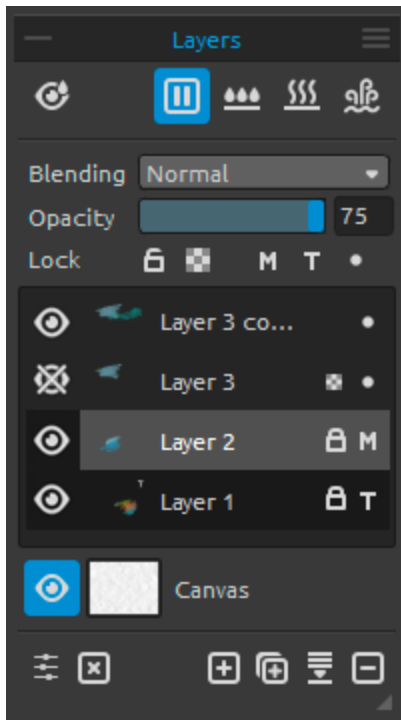 Layers
Blending Normal
Opacity 75
Lock M T
Layer 3 co...
Layer 3
Layer 2 M
T
Layer 1 T
Canvas